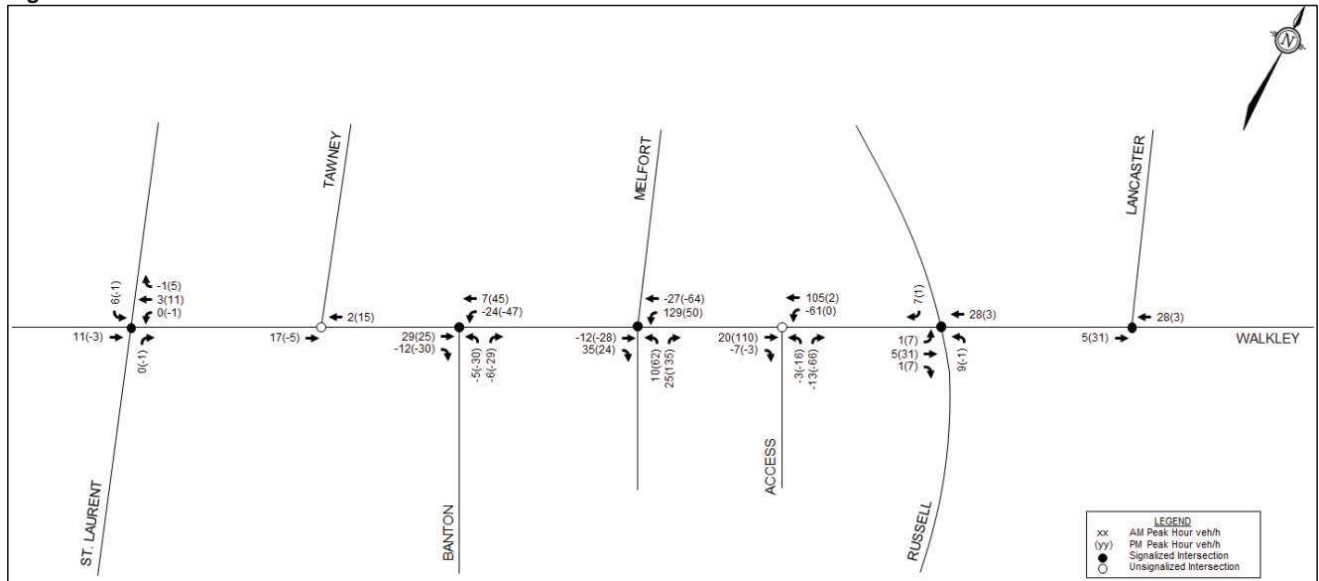 N
TAWNEY
MELFORT
LANCASTER
6(-1)
-1(5)
3(11)
0(-1)
11(-3)
0(-1)
2(15)
17(-5)
7(45)
-24(-47)
29(25)
-12(-30)
-5(-30)
-6(-29)
-27(-64)
129(50)
-12(-28)
35(24)
10(62)
25(135)
105(2)
-61(0)
20(110)
-7(-3)
-3(-16)
-13(-66)
7(1)
28(3)
1(7)
5(31)
1(7)
9(-1)
28(3)
5(31)
WALKLEY
ST. LAURENT
BANTON
ACCESS
RUSSELL
LEGEND
xx AM Peak Hour veh/h
(yy) PM Peak Hour veh/h
Signalized Intersection
Unsignalized Intersection